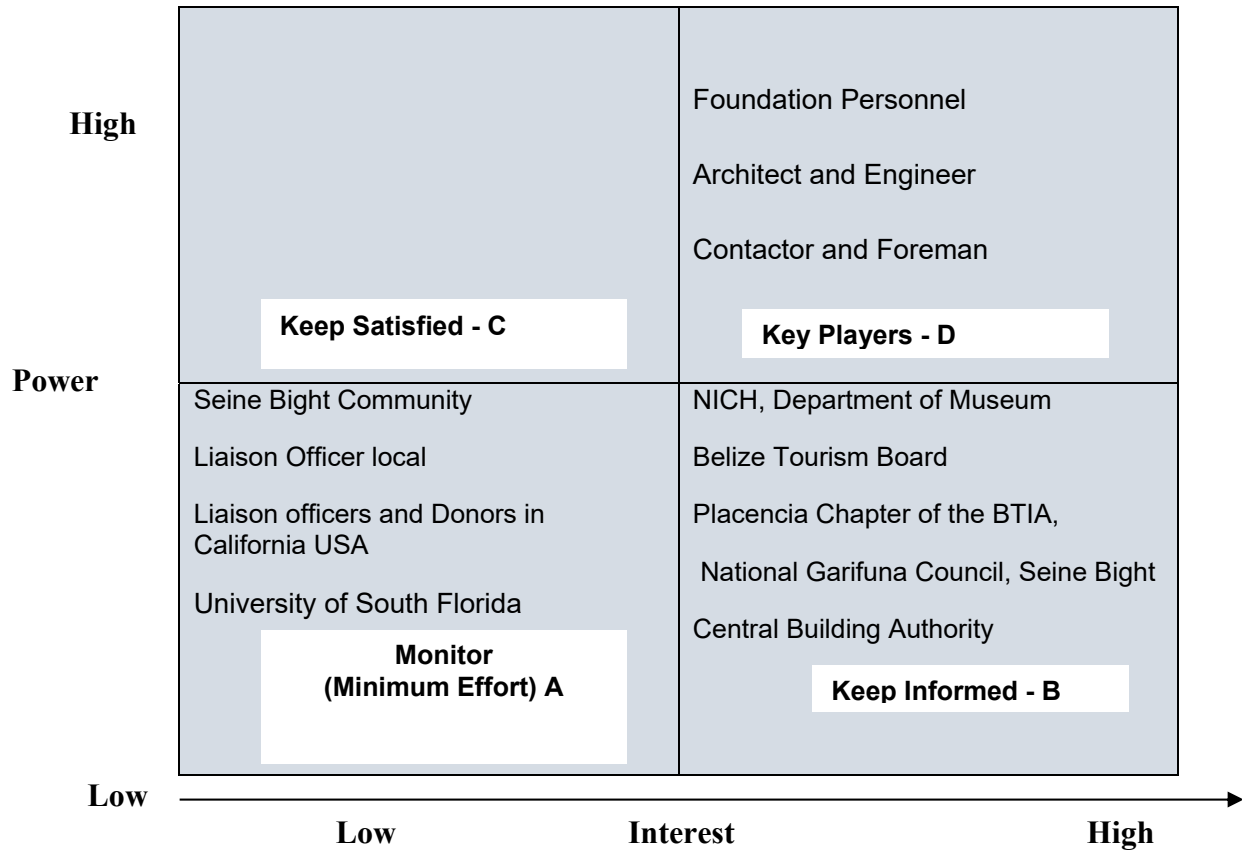 High
Foundation Personnel
Architect and Engineer
Contactor and Foreman
Keep Satisfied - C
Key Players - D
Power
Seine Bight Community
Liaison Officer local
Liaison officers and Donors in
California USA
University of South Florida
Monitor
(Minimum Effort) A
NICH, Department of Museum
Belize Tourism Board
Placencia Chapter of the BTIA,
National Garifuna Council, Seine Bight
Central Building Authority
Keep Informed - B
Low
Low
Interest
High